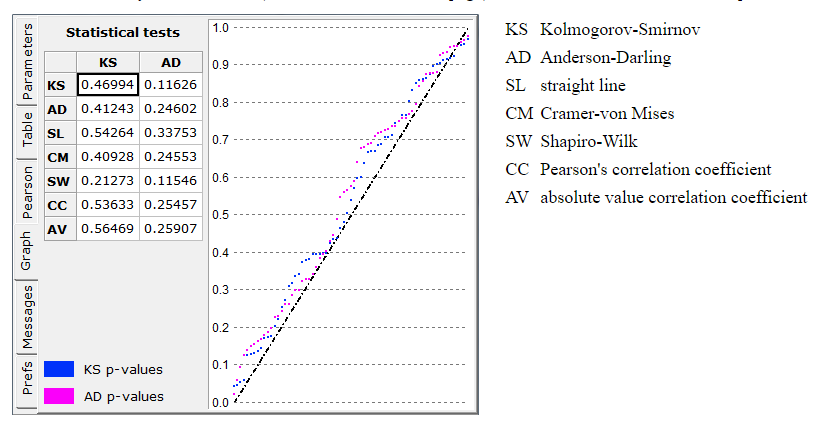 Parameters
Table
Pearson
Graph
Messages
Prefs
Statistical tests
KS AD
KS 0.46994 0.11626
AD 0.41243 0.24602
SL 0.54264 0.33753
CM 0.40928 0.24553
SW 0.21273 0.11546
CC 0.53633 0.25457
AV 0.56469 0.25907
KS p-values
AD p-values
1.0
0.9
0.8
0.7
0.6
0.5
0.4
0.3
0.2
0.1
0.0
KS Kolmogorov-Smirnov
AD Anderson-Darling
SL straight line
CM Cramer-von Mises
SW Shapiro-Wilk
CC Pearson's correlation coefficient
AV absolute value correlation coefficient